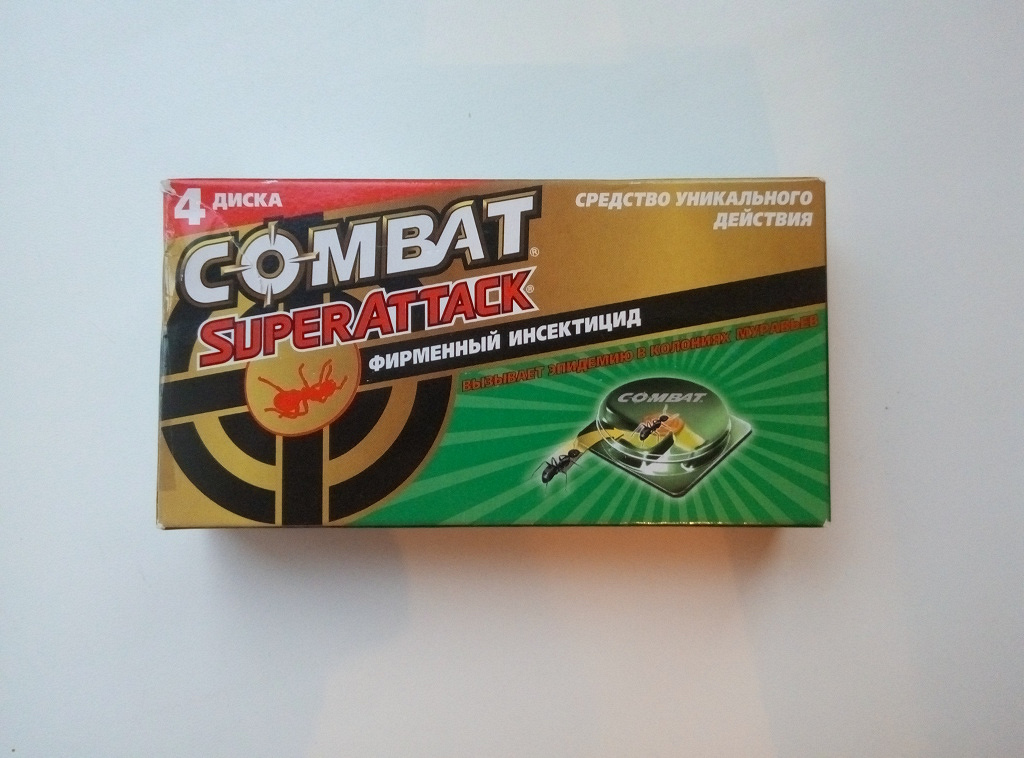 4 ДИСКА
СРЕДСТВО УНИКАЛЬНОГО
ДЕЙСТВИЯ
COMBAT®
SUPERATTACK®
ФИРМЕННЫЙ ИНСЕКТИЦИД
ВЫЗЫВАЕТ ЭПИДЕМИЮ В КОЛОНИЯХ МУРАВЬЕВ
COMBAT